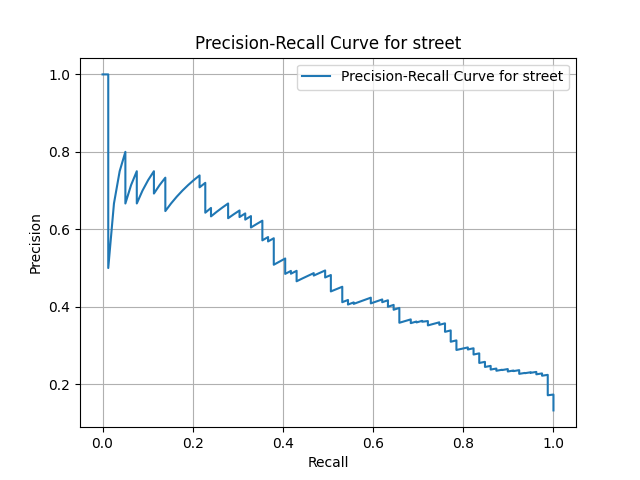 Precision-Recall Curve for street
Precision-Recall Curve for street
1.0
0.8
0.6
0.4
0.2
Precision
0.0 0.2 0.4 0.6 0.8 1.0
Recall